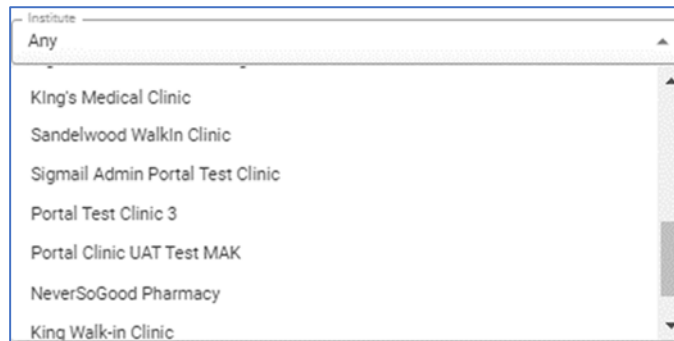 Institute
Any
KIng's Medical Clinic
Sandelwood WalkIn Clinic
Sigmail Admin Portal Test Clinic
Portal Test Clinic 3
Portal Clinic UAT Test MAK
NeverSoGood Pharmacy
King Walk-in Clinic